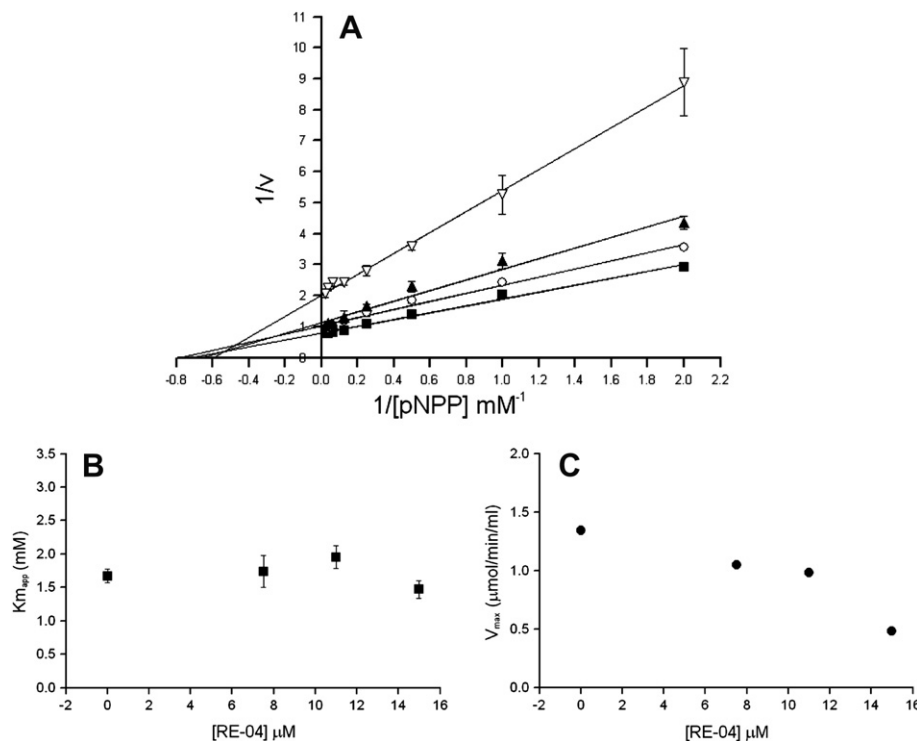 A
11
10
9
8
7
6
5
4
3
2
1
0
1/v
-0.8 -0.6 -0.4 -0.2 0.0 0.2 0.4 0.6 0.8 1.0 1.2 1.4 1.6 1.8 2.0 2.2
1/[pNPP] mM-1
B
3.5
3.0
2.5
2.0
1.5
1.0
0.5
0.0
Kmapp (mM)
-2 0 2 4 6 8 10 12 14 16
[RE-04] µM
C
2.0
1.5
1.0
0.5
0.0
Vmax (µmol/min/ml)
-2 0 2 4 6 8 10 12 14 16
[RE-04] µM